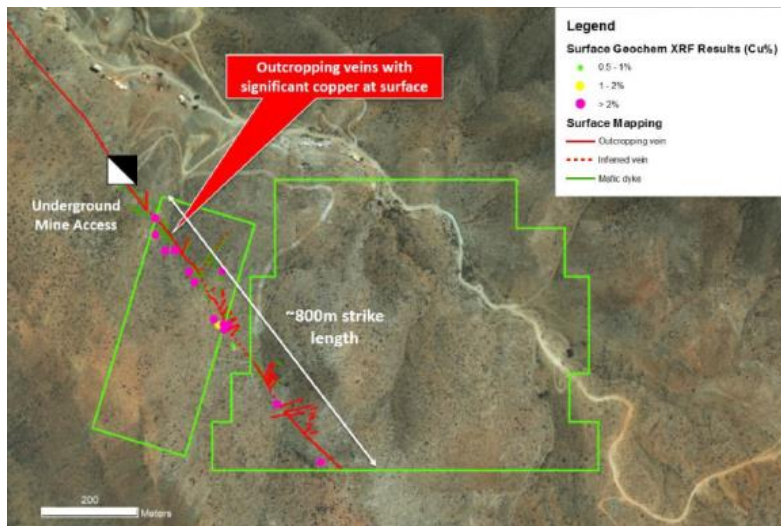 Legend
Surface Geochem XRF Results (Cu%)
0.5 - 1%
1 - 2%
> 2%
Surface Mapping
Outcropping vein
Inferred vein
Mafic dyke
Outcropping veins with
significant copper at surface
Underground
Mine Access
~800m strike
length
200
Meters